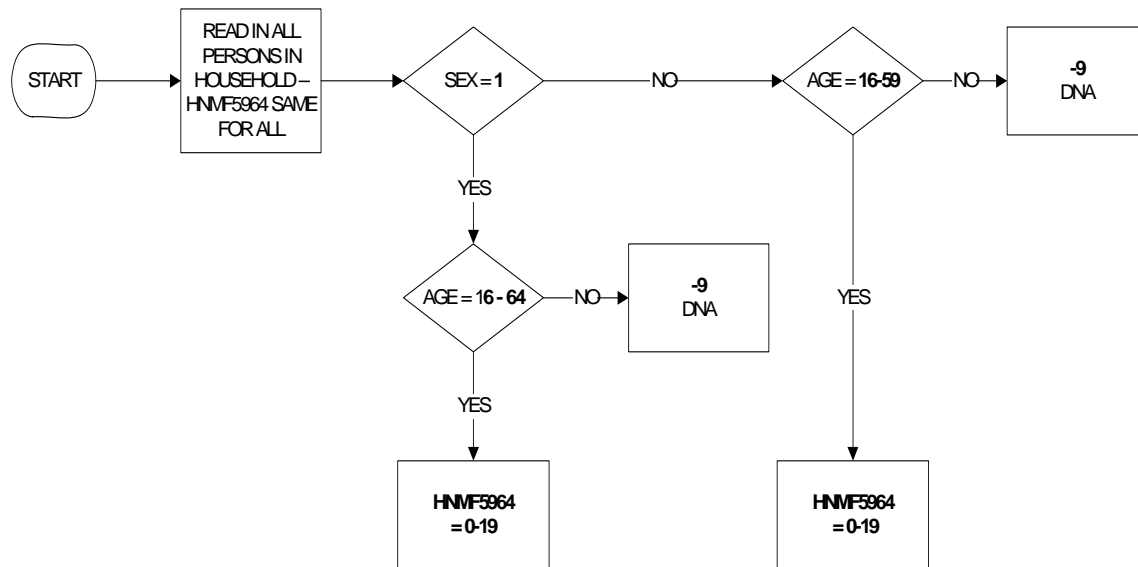 START
READ IN ALL
PERSONS IN
HOUSEHOLD –
HNMF5964 SAME
FOR ALL
SEX = 1
NO
AGE = 16-59
NO
-9
DNA
YES
AGE = 16 - 64
NO
-9
DNA
YES
YES
HNMF5964
= 0-19
HNMF5964
= 0-19